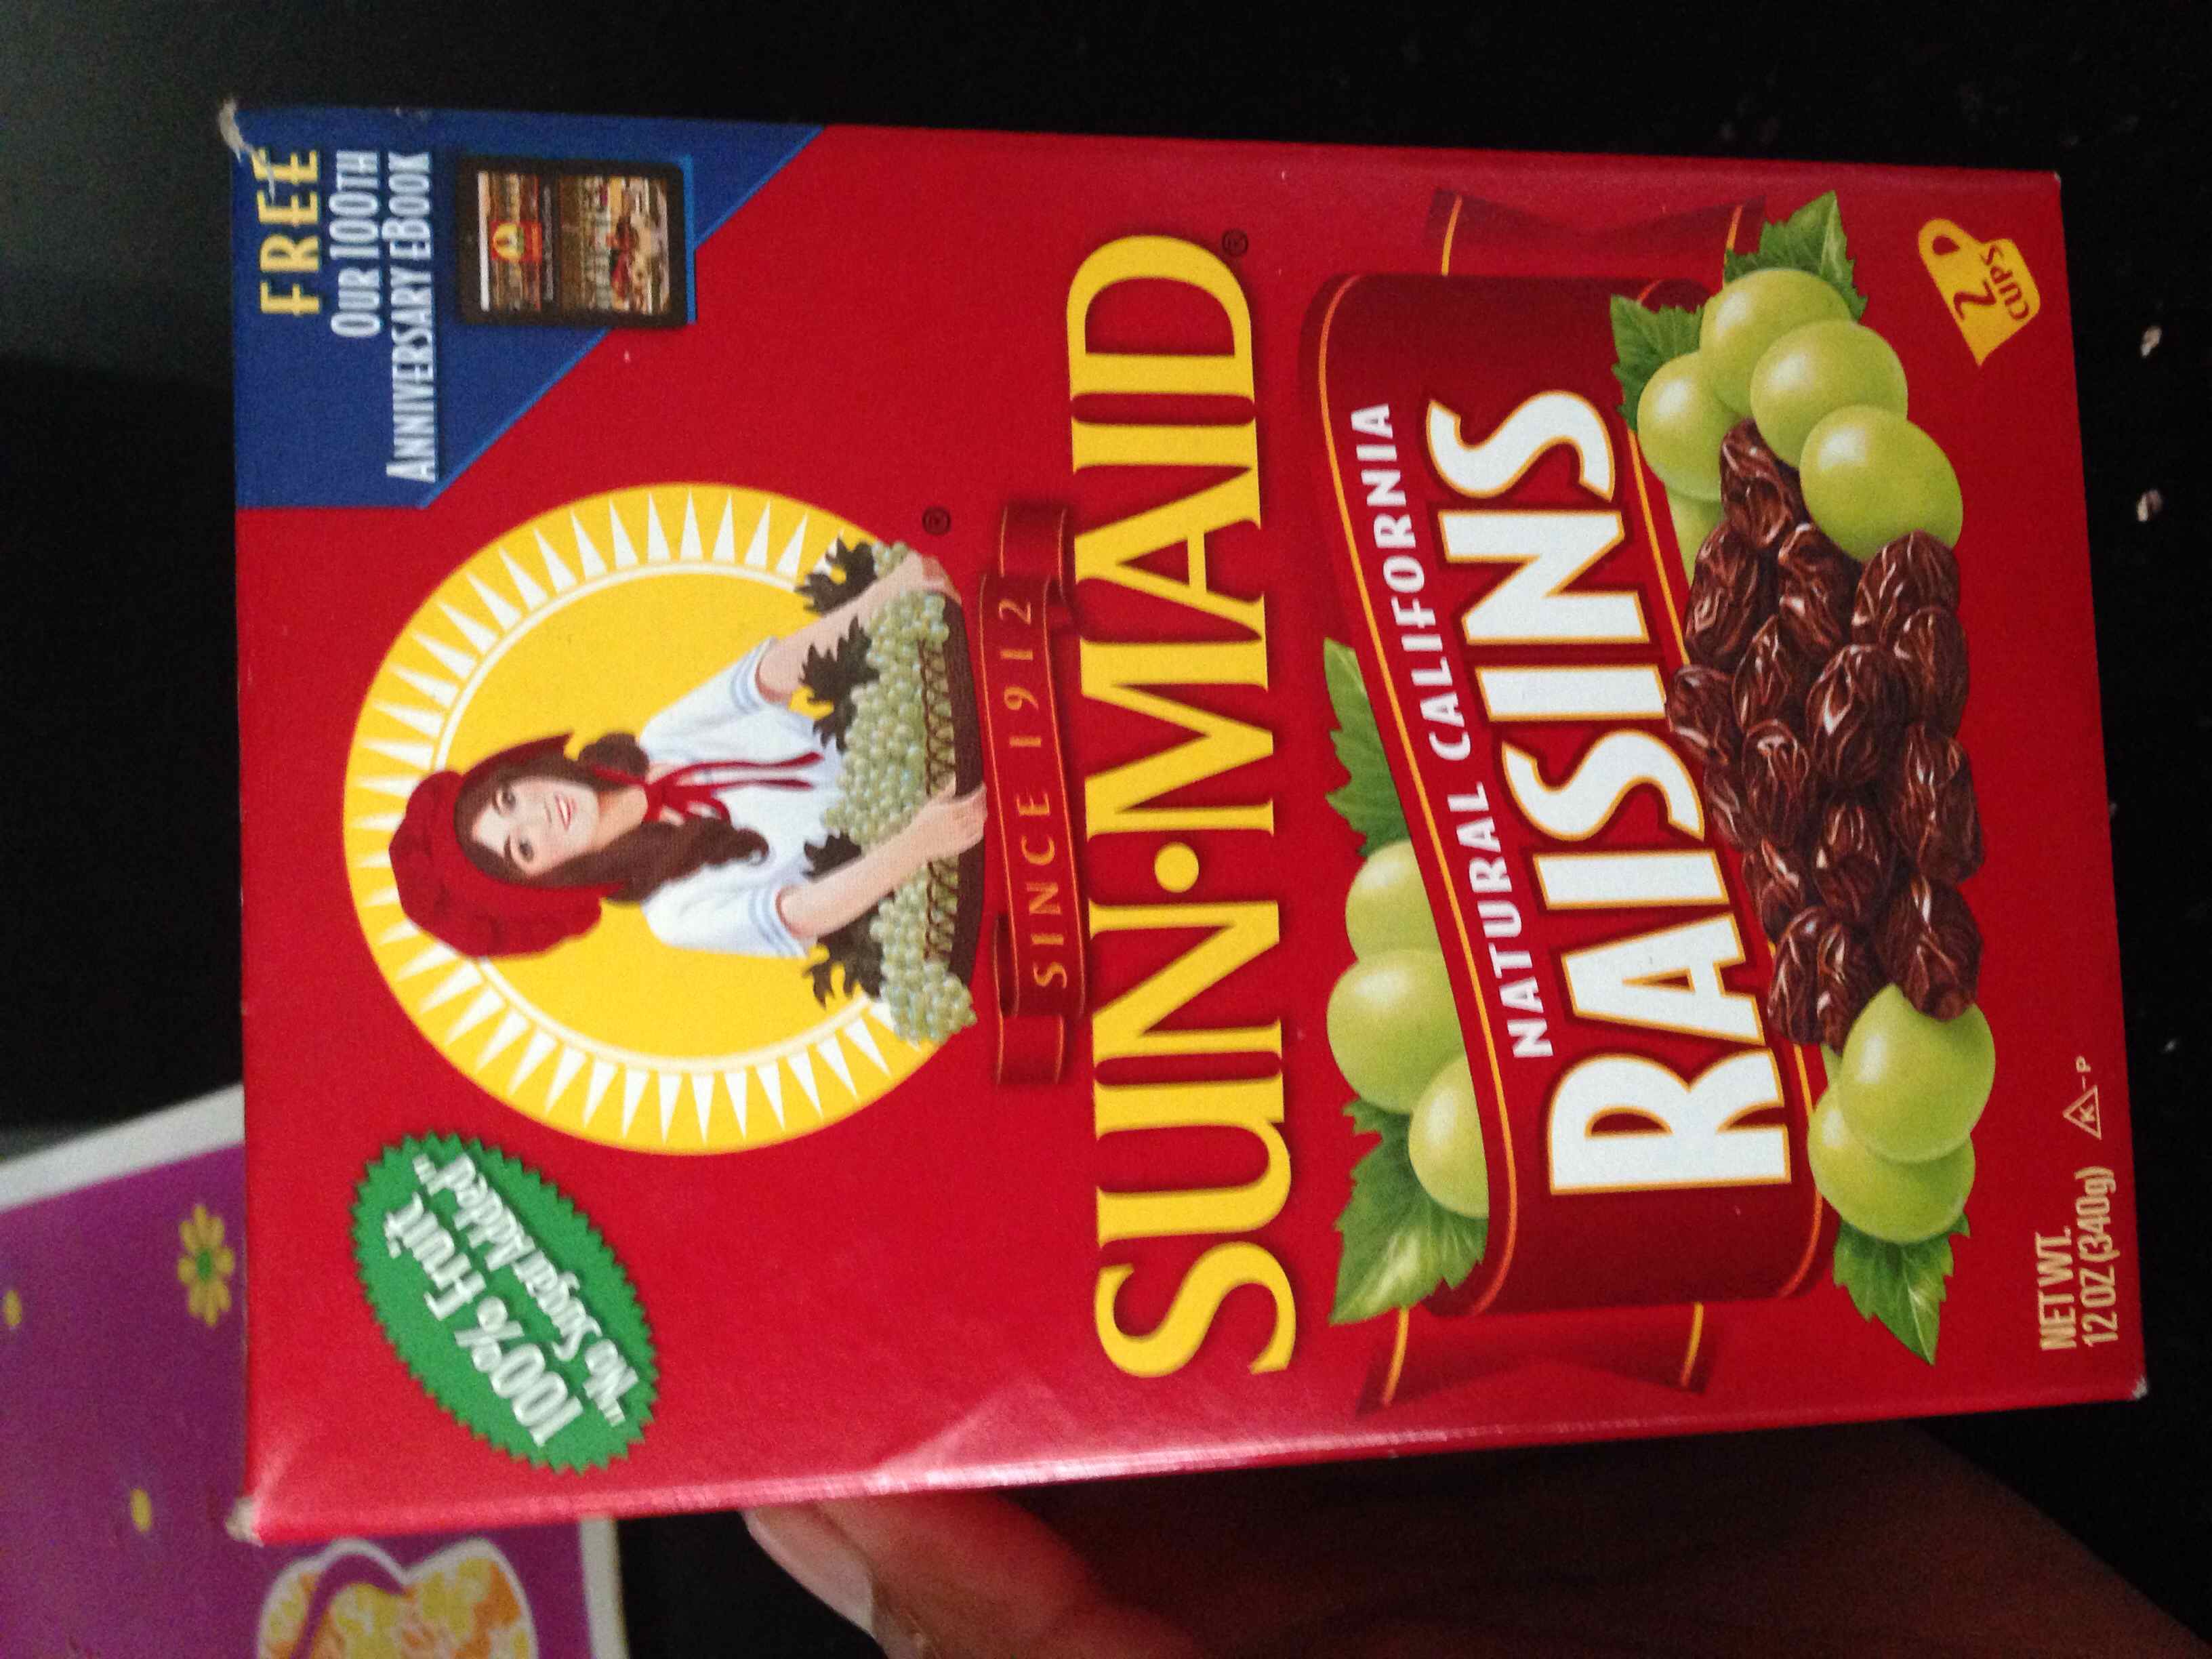 FREE
OUR 100TH
ANNIVERSARY EBOOK
100% Fruit
"No Sugar Added"
®
SINCE 1912
SUN•MAID®
NATURAL CALIFORNIA
RAISINS
2
CUPS
NET WT.
12 OZ (340g)
K-P